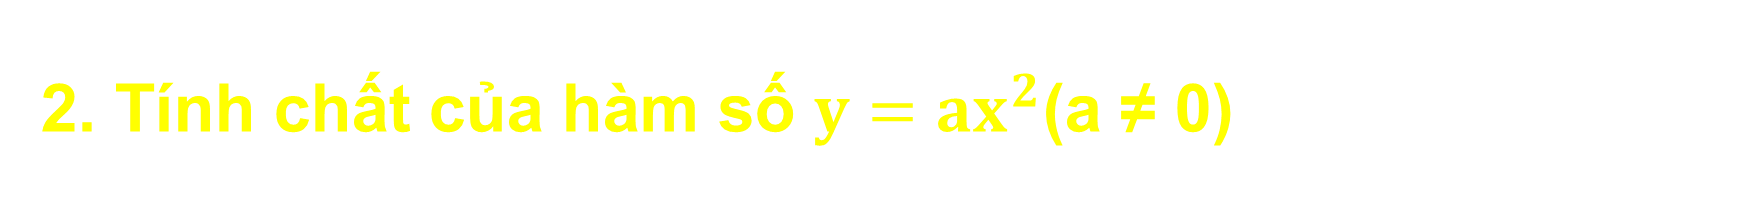 2. Tính chất của hàm số y = ax²(a ≠ 0)